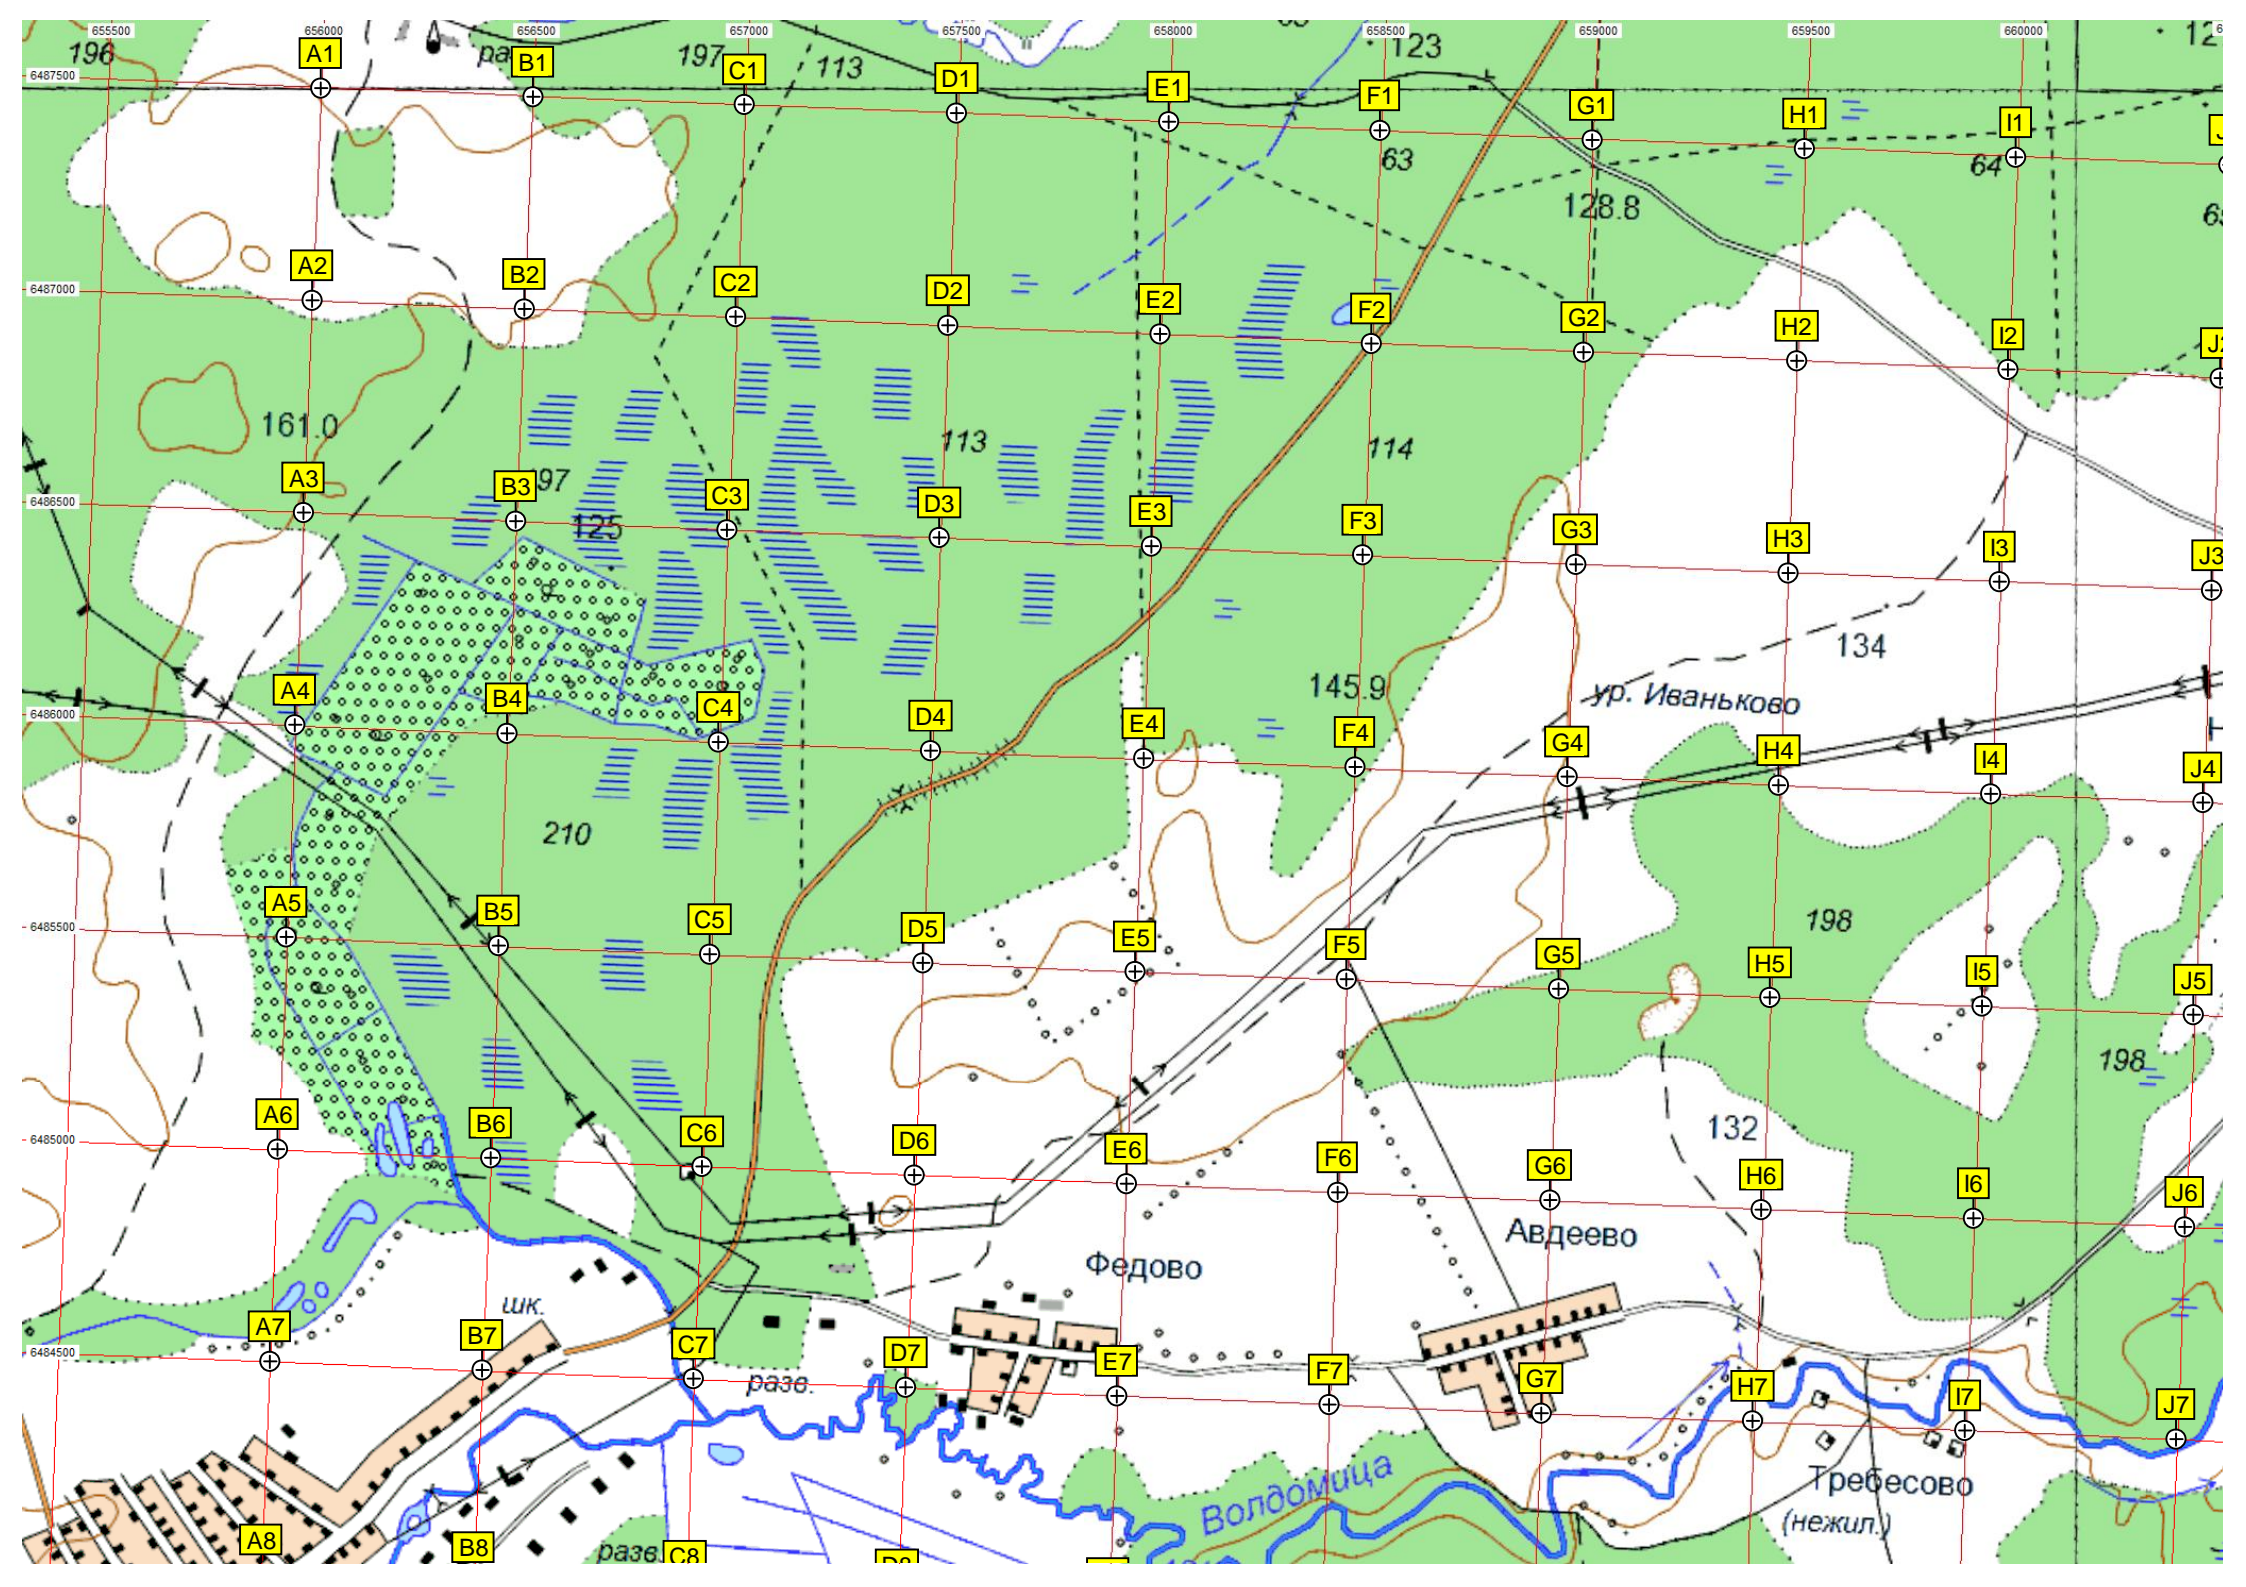 655500 656000 656500 657000 657500 658000 658500 659000 659500 660000
196 197 113 123 12
A1 B1 C1 D1 E1 F1 G1 H1 I1
6487500
63 64
128.8
A2 B2 C2 D2 E2 F2 G2 H2 I2
6487000
161.0 113 114
A3 B3 C3 D3 E3 F3 G3 H3 I3 J3
6486500
97 125
134
145.9
ур. Иваньково
A4 B4 C4 D4 E4 F4 G4 H4 I4 J4
6486000
210
198
A5 B5 C5 D5 E5 F5 G5 H5 I5 J5
6485500
198
132
A6 B6 C6 D6 E6 F6 G6 H6 I6 J6
6485000
Авдеево
Федово
шк.
A7 B7 C7 D7 E7 F7 G7 H7 I7 J7
6484500
разв.
Волдомица
Требесово
(нежил.)
A8 B8 C8 D8
разв.